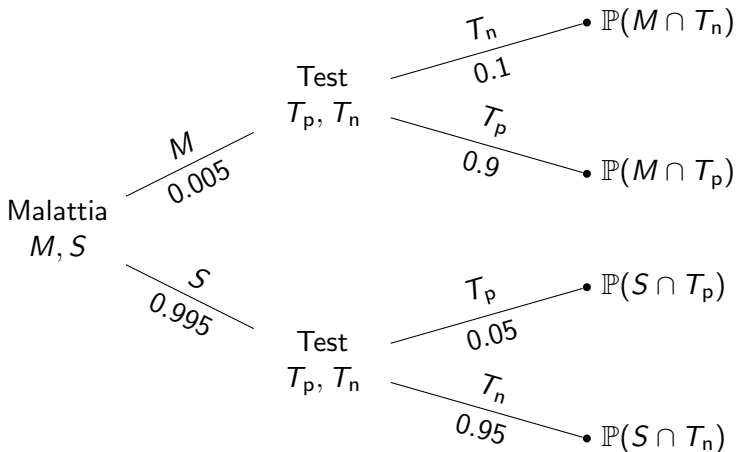 Malattia
M, S
M
0.005
S
0.995
Test
Tp, Tn
Tn
0.1
ℙ(M ∩ Tn)
Tp
0.9
ℙ(M ∩ Tp)
Test
Tp, Tn
Tp
0.05
ℙ(S ∩ Tp)
Tn
0.95
ℙ(S ∩ Tn)